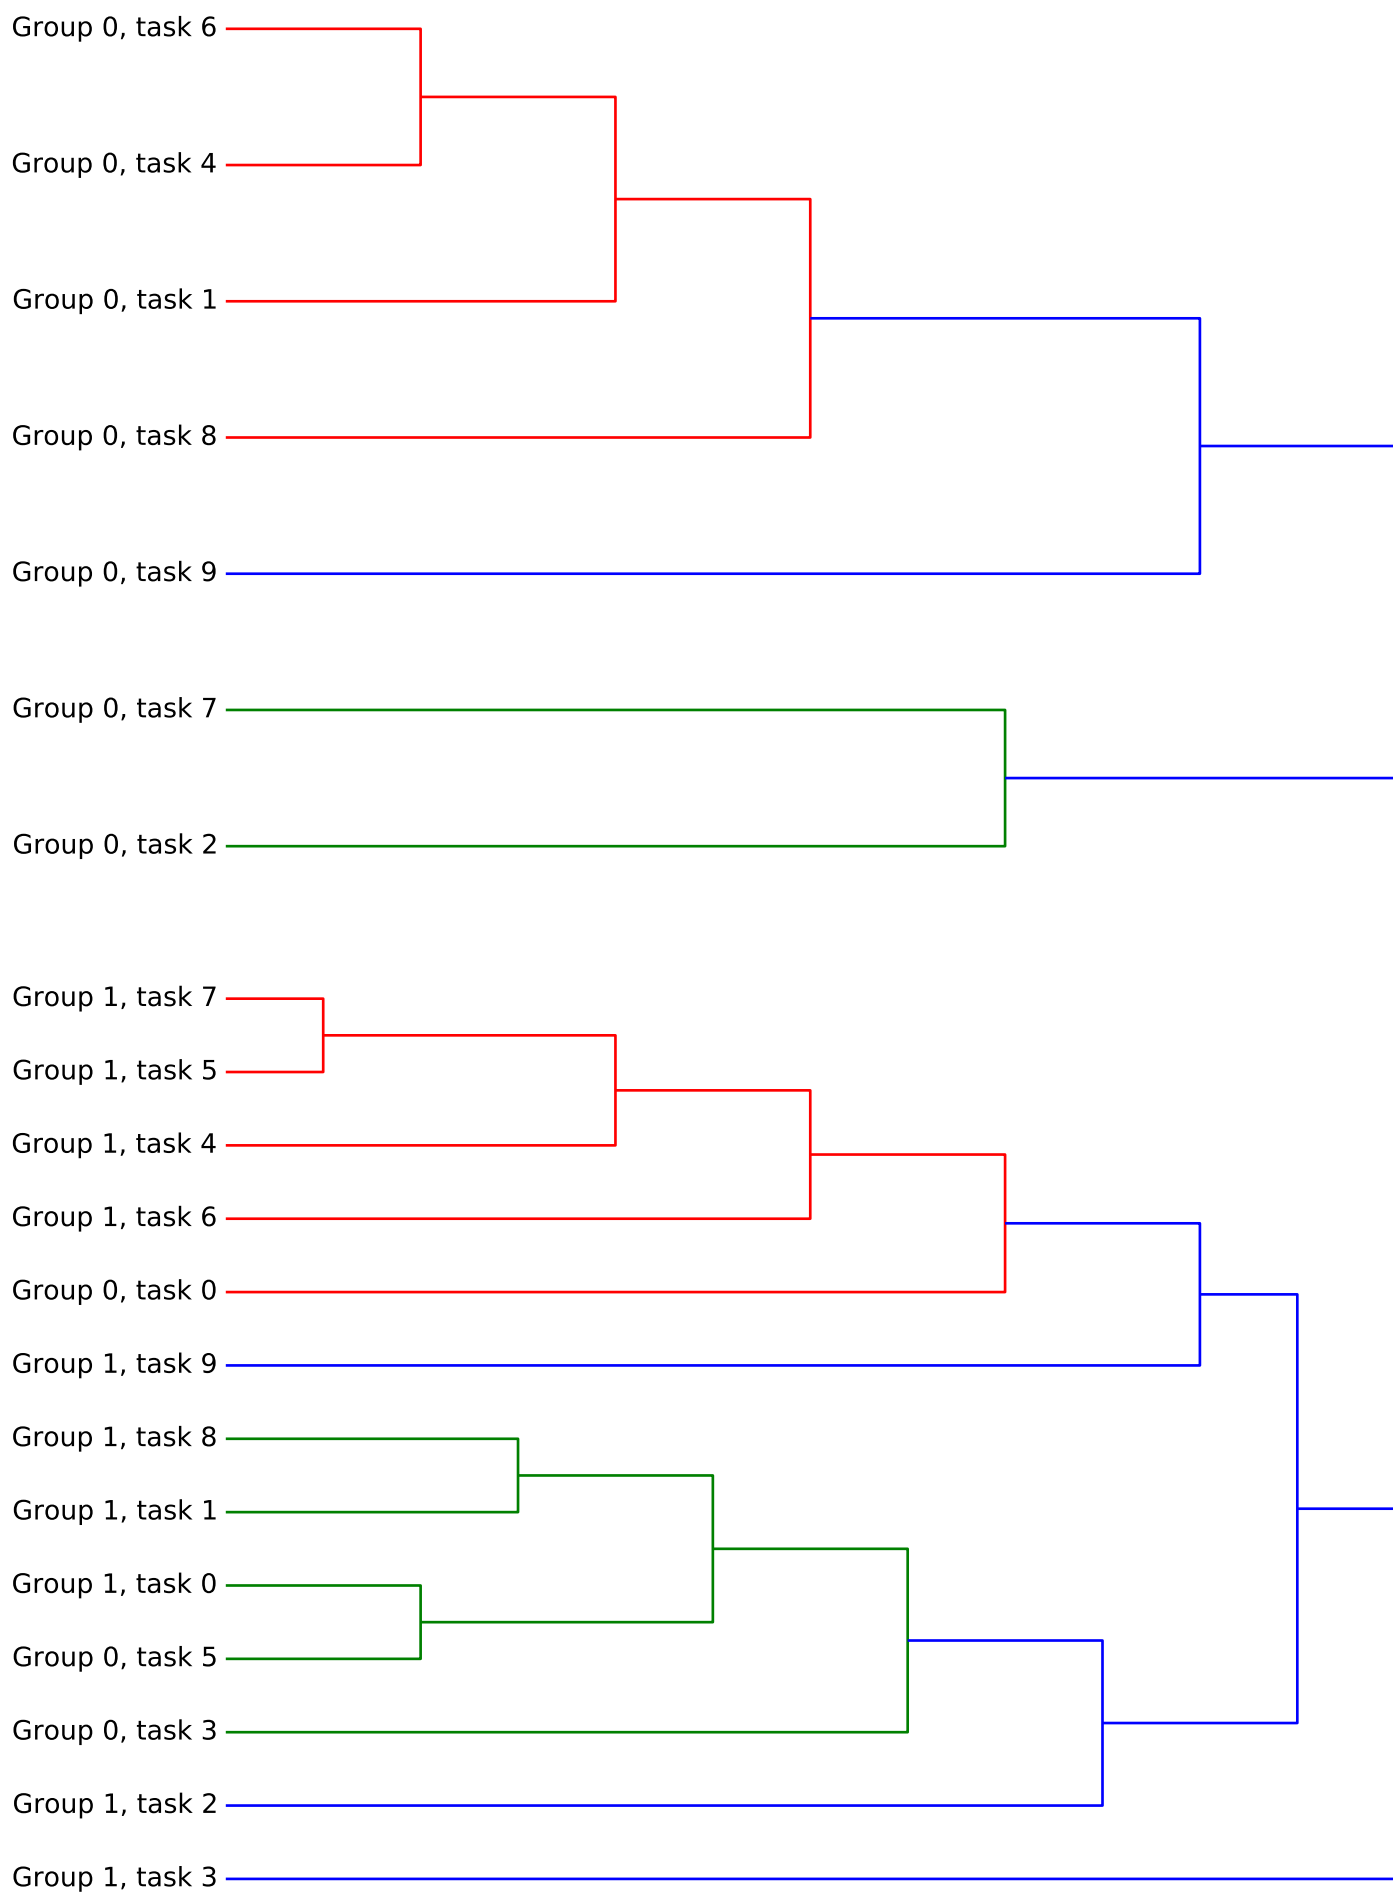 Group 0, task 6
Group 0, task 4
Group 0, task 1
Group 0, task 8
Group 0, task 9
Group 0, task 7
Group 0, task 2
Group 1, task 7
Group 1, task 5
Group 1, task 4
Group 1, task 6
Group 0, task 0
Group 1, task 9
Group 1, task 8
Group 1, task 1
Group 1, task 0
Group 0, task 5
Group 0, task 3
Group 1, task 2
Group 1, task 3